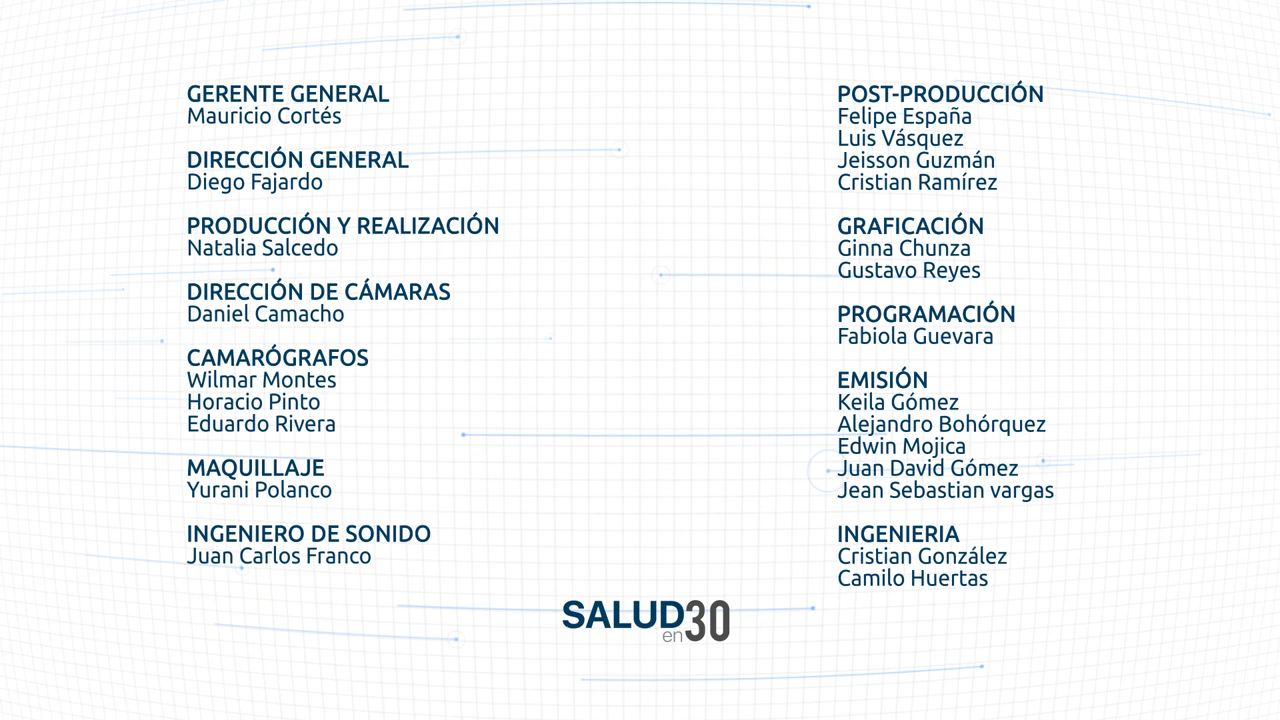 GERENTE GENERAL
Mauricio Cortés
DIRECCIÓN GENERAL
Diego Fajardo
PRODUCCIÓN Y REALIZACIÓN
Natalia Salcedo
DIRECCIÓN DE CÁMARAS
Daniel Camacho
CAMARÓGRAFOS
Wilmar Montes
Horacio Pinto
Eduardo Rivera
MAQUILLAJE
Yurani Polanco
INGENIERO DE SONIDO
Juan Carlos Franco
POST-PRODUCCIÓN
Felipe España
Luis Vásquez
Jeisson Guzmán
Cristian Ramírez
GRAFICACIÓN
Ginna Chunza
Gustavo Reyes
PROGRAMACIÓN
Fabiola Guevara
EMISIÓN
Keila Gómez
Alejandro Bohórquez
Edwin Mojica
Juan David Gómez
Jean Sebastian vargas
INGENIERIA
Cristian González
Camilo Huertas
SALUD en 30